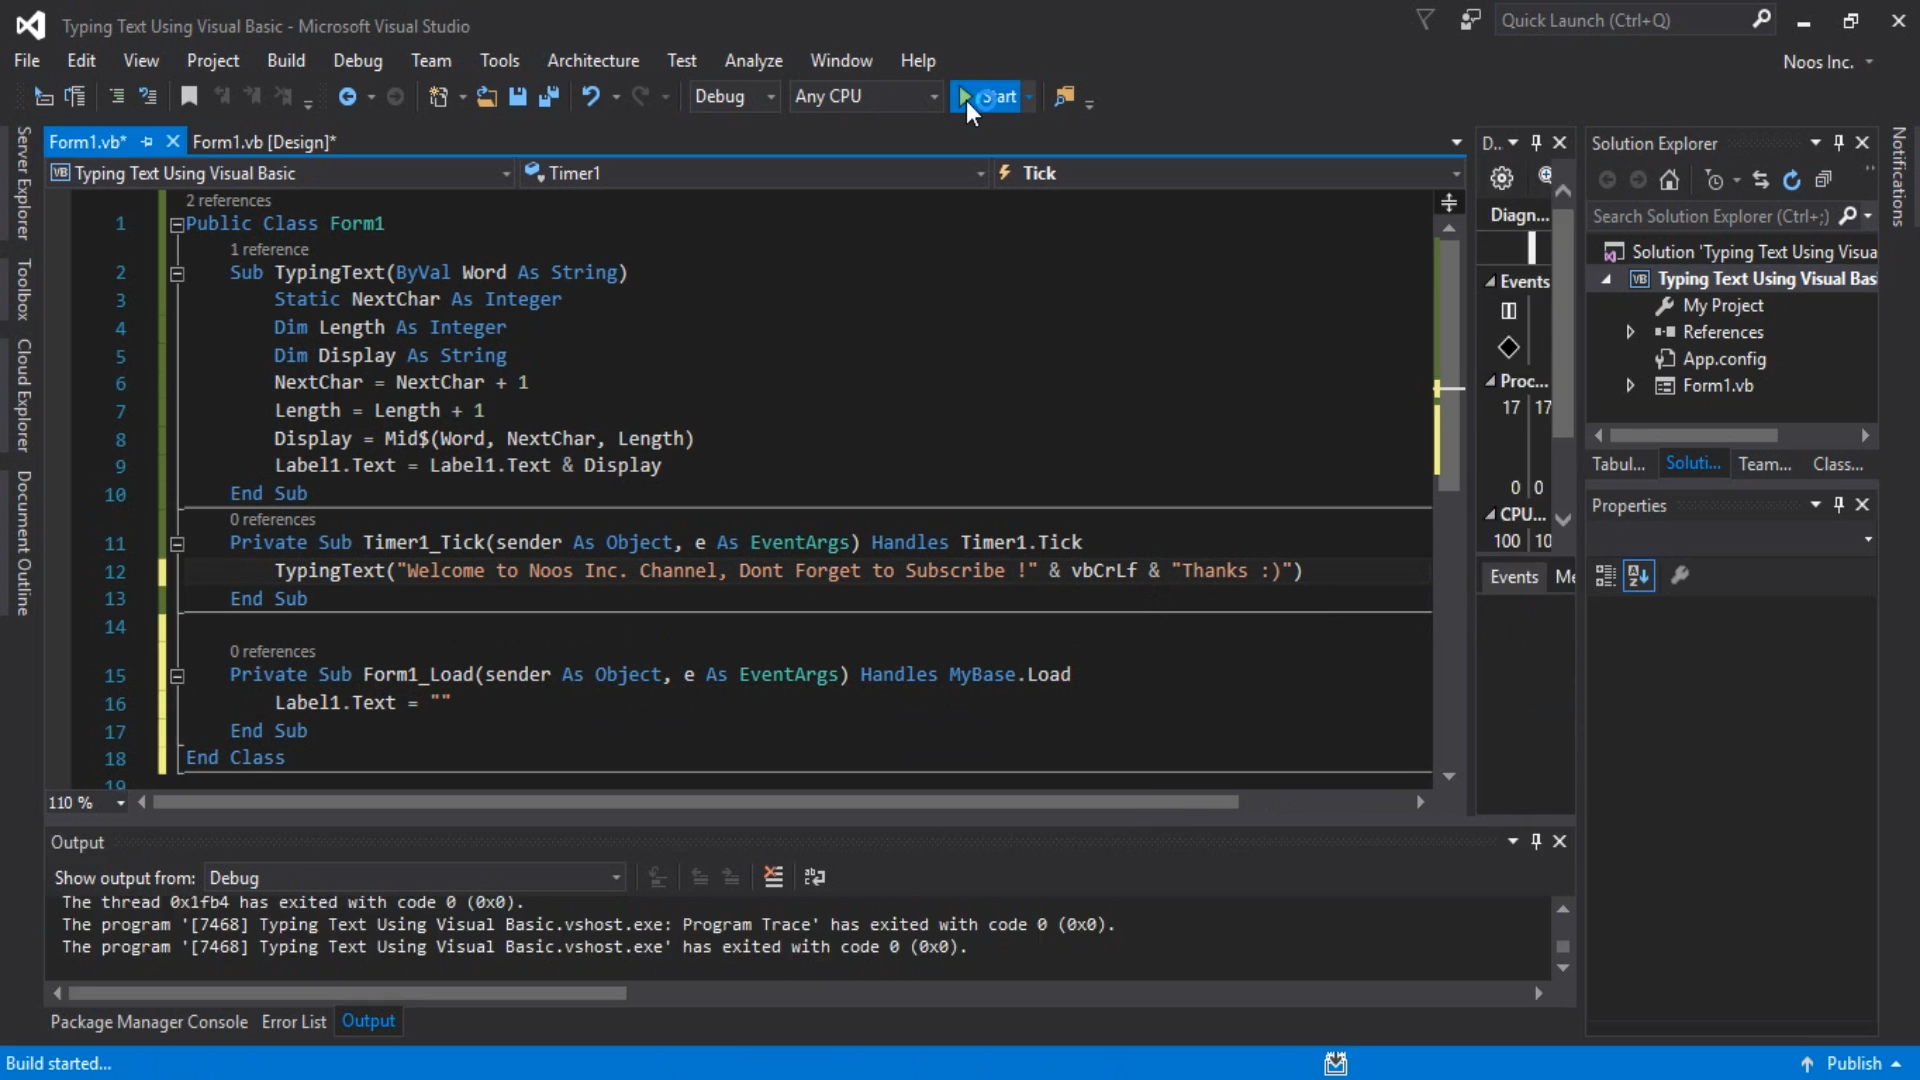 Typing Text Using Visual Basic - Microsoft Visual Studio
Quick Launch (Ctrl+Q)
File Edit View Project Build Debug Team Tools Architecture Test Analyze Window Help
Noos Inc.
Debug Any CPU Start
Form1.vb* Form1.vb [Design]*
Typing Text Using Visual Basic Timer1 Tick
2 references
1 Public Class Form1
1 reference
2 Sub TypingText(ByVal Word As String)
3 Static NextChar As Integer
4 Dim Length As Integer
5 Dim Display As String
6 NextChar = NextChar + 1
7 Length = Length + 1
8 Display = Mid$(Word, NextChar, Length)
9 Label1.Text = Label1.Text & Display
10 End Sub
0 references
11 Private Sub Timer1_Tick(sender As Object, e As EventArgs) Handles Timer1.Tick
12 TypingText("Welcome to Noos Inc. Channel, Dont Forget to Subscribe !" & vbCrLf & "Thanks :)")
13 End Sub
14
0 references
15 Private Sub Form1_Load(sender As Object, e As EventArgs) Handles MyBase.Load
16 Label1.Text = ""
17 End Sub
18 End Class
19
110 %
Server Explorer
Toolbox
Cloud Explorer
Document Outline
D...
Diagn...
Events
Proc...
17 17
0 0
CPU...
100 10
Events Me
Solution Explorer
Search Solution Explorer (Ctrl+;)
Solution 'Typing Text Using Visua
VB Typing Text Using Visual Bas
My Project
References
App.config
Form1.vb
Tabul... Soluti... Team... Class...
Properties
Notifications
Output
Show output from: Debug
The thread 0x1fb4 has exited with code 0 (0x0).
The program '[7468] Typing Text Using Visual Basic.vshost.exe: Program Trace' has exited with code 0 (0x0).
The program '[7468] Typing Text Using Visual Basic.vshost.exe' has exited with code 0 (0x0).
Package Manager Console Error List Output
Build started...
Publish